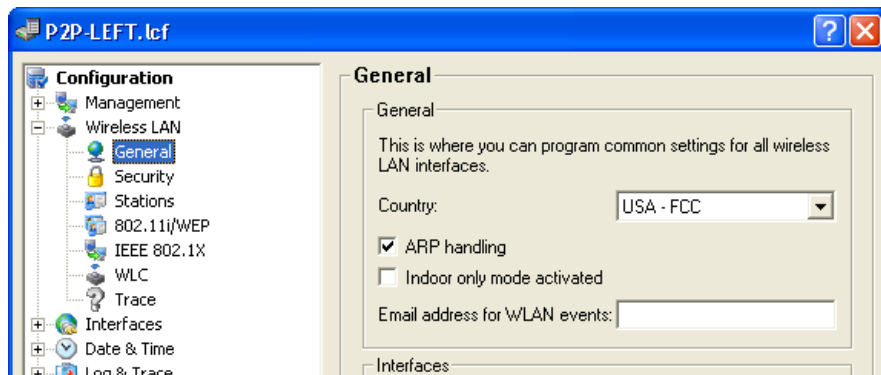 P2P-LEFT.lcf
Configuration
Management
Wireless LAN
General
Security
Stations
802.11i/WEP
IEEE 802.1X
WLC
Trace
Interfaces
Date & Time
Log & Trace
General
General
This is where you can program common settings for all wireless
LAN interfaces.
Country: USA - FCC
ARP handling
Indoor only mode activated
Email address for WLAN events:
Interfaces